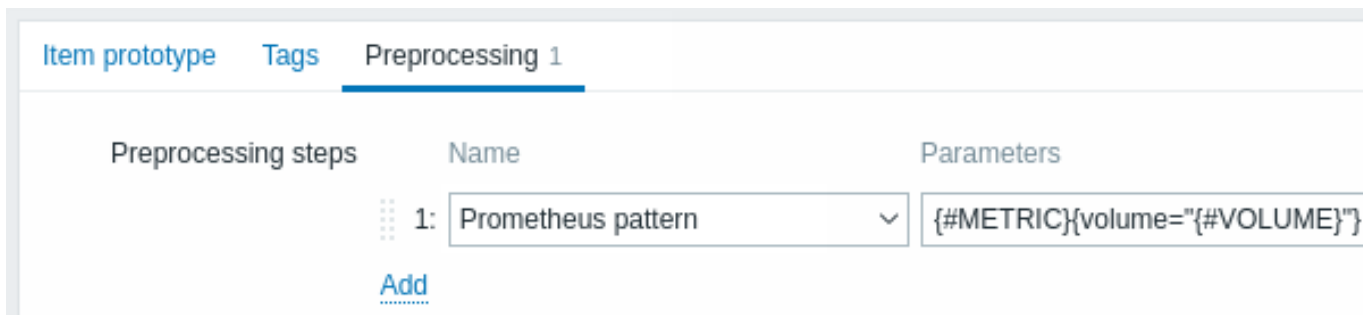 Item prototype Tags Preprocessing 1
Preprocessing steps Name Parameters
1: Prometheus pattern {#METRIC}{volume="{#VOLUME}"}
Add